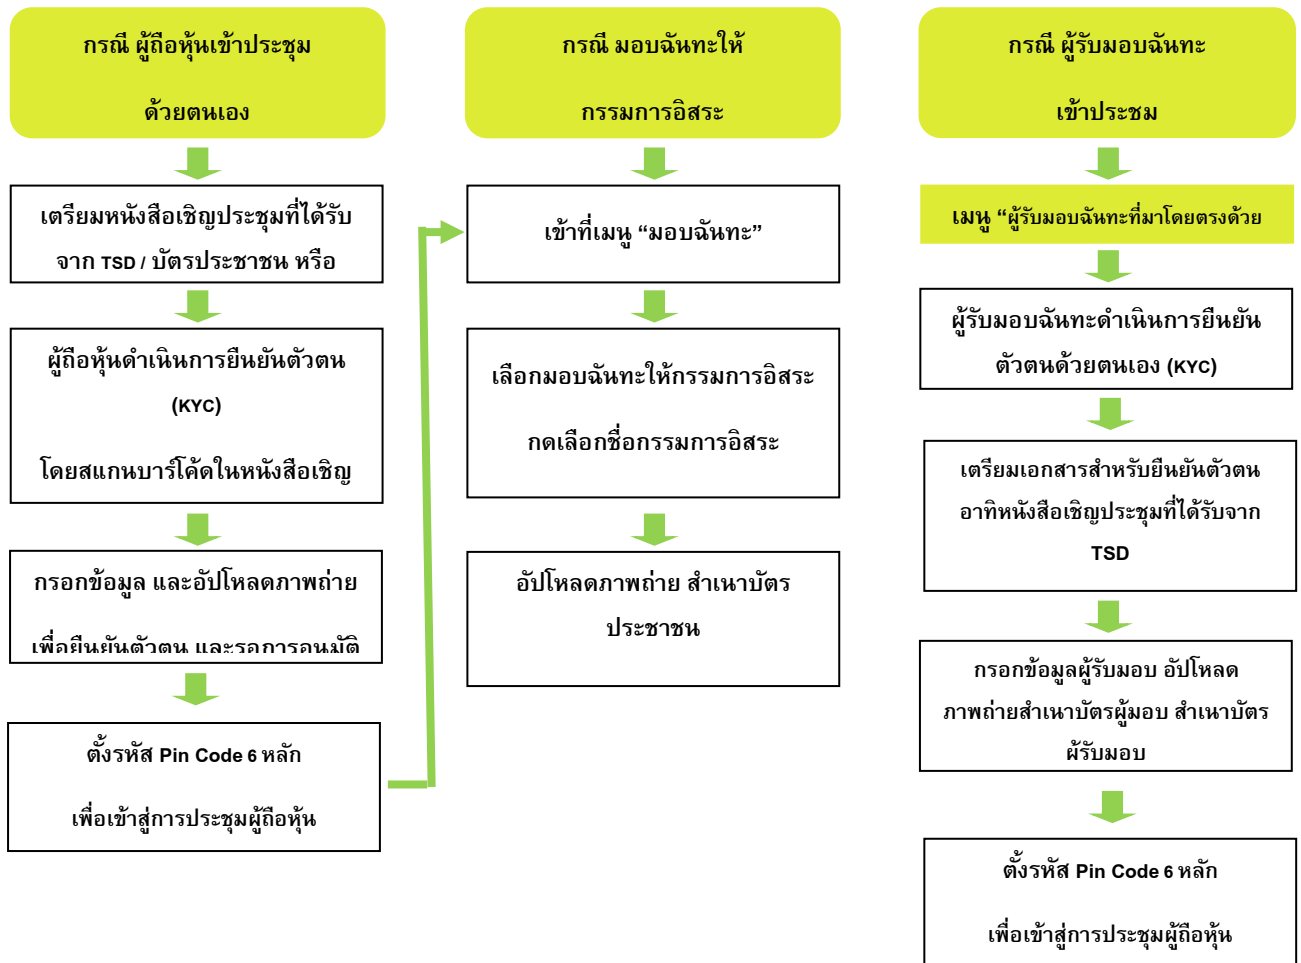 กรณี ผู้ถือหุ้นเข้าประชุม
ด้วยตนเอง
เตรียมหนังสือเชิญประชุมที่ได้รับ
จาก TSD / บัตรประชาชน หรือ
ผู้ถือหุ้นดำเนินการยืนยันตัวตน
(KYC)
โดยสแกนบาร์โค้ดในหนังสือเชิญ
กรอกข้อมูล และอัปโหลดภาพถ่าย
เพื่อยืนยันตัวตน และรอการอนุมัติ
ตั้งรหัส Pin Code 6 หลัก
เพื่อเข้าสู่การประชุมผู้ถือหุ้น
กรณี มอบฉันทะให้
กรรมการอิสระ
เข้าที่เมนู “มอบฉันทะ”
เลือกมอบฉันทะให้กรรมการอิสระ
กดเลือกชื่อกรรมการอิสระ
อัปโหลดภาพถ่าย สำเนาบัตร
ประชาชน
กรณี ผู้รับมอบฉันทะ
เข้าประชุม
เมนู “ผู้รับมอบฉันทะที่มาโดยตรงด้วย
ผู้รับมอบฉันทะดำเนินการยืนยัน
ตัวตนด้วยตนเอง (KYC)
เตรียมเอกสารสำหรับยืนยันตัวตน
อาทิหนังสือเชิญประชุมที่ได้รับจาก
TSD
กรอกข้อมูลผู้รับมอบ อัปโหลด
ภาพถ่ายสำเนาบัตรผู้มอบ สำเนาบัตร
ผู้รับมอบ
ตั้งรหัส Pin Code 6 หลัก
เพื่อเข้าสู่การประชุมผู้ถือหุ้น